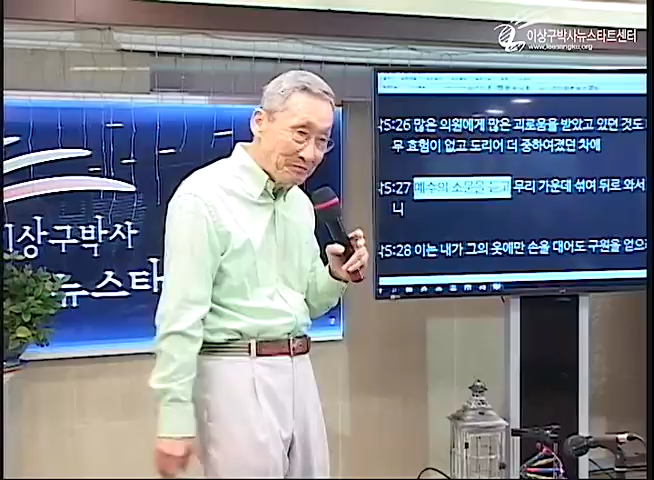 이상구박사뉴스타트센터
www.leesangku.org
5:26 많은 의원에게 많은 괴로움을 받았고 있던 것도
무 효험이 없고 도리어 더 중하여졌던 차에
5:27 예수의 소문을 듣고 무리 가운데 섞여 뒤로 와서
니
5:28 이는 내가 그의 옷에만 손을 대어도 구원을 얻으
이상구박사
뉴스타트